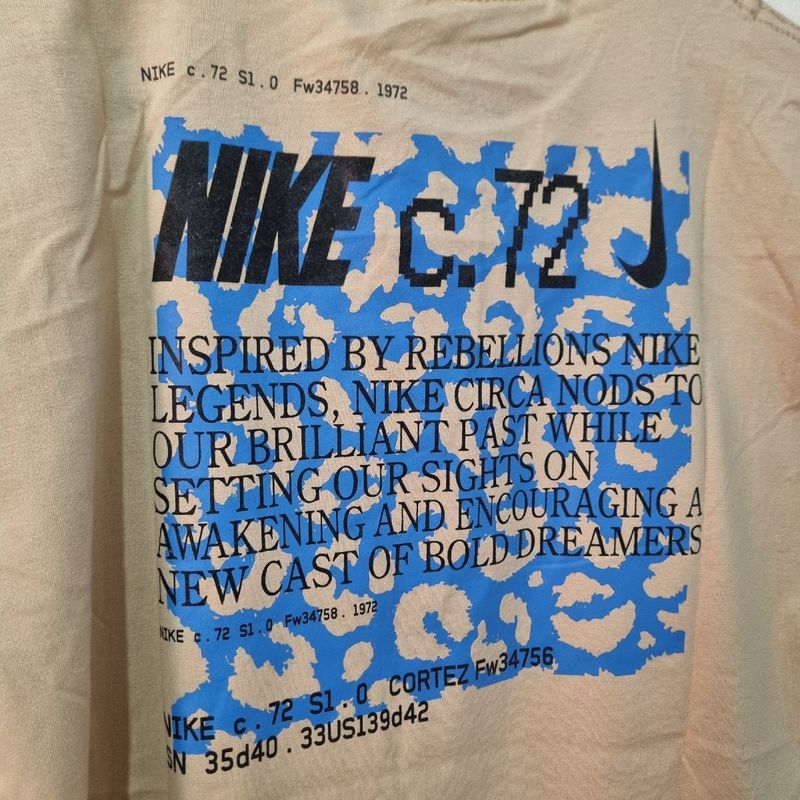 NIKE c.72 S1.0 Fw34758.1972
NIKE c.72
INSPIRED BY REBELLIONS NIKE
LEGENDS, NIKE CIRCA NODS TO
OUR BRILLIANT PAST WHILE
SETTING OUR SIGHTS ON
AWAKENING AND ENCOURAGING A
NEW CAST OF BOLD DREAMERS
NIKE c.72 S1.0 Fw34758.1972
NIKE c.72 S1.0 CORTEZ Fw34756
SN 35d40.33US139d42